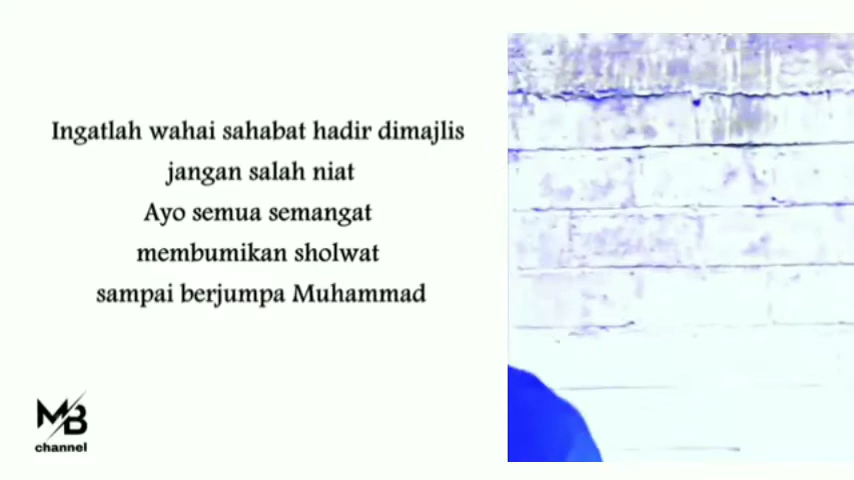 Ingatlah wahai sahabat hadir dimajlis
jangan salah niat
Ayo semua semangat
membumikan sholwat
sampai berjumpa Muhammad
MB
channel